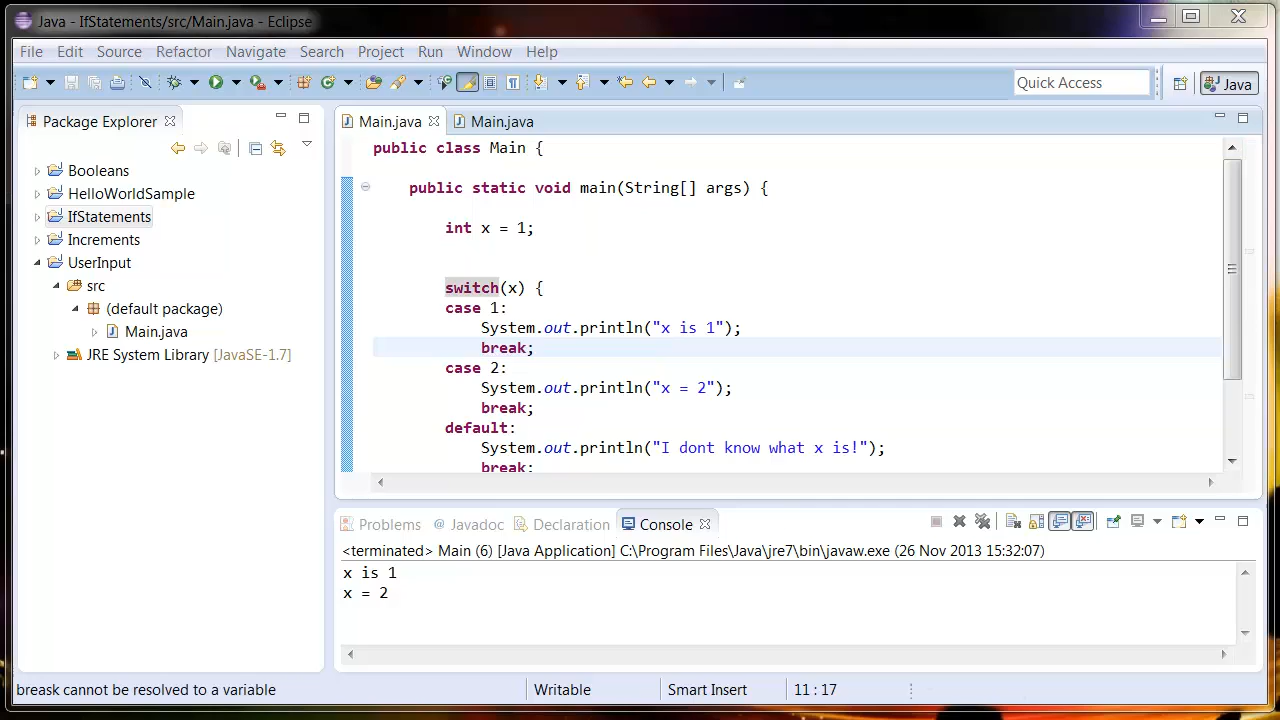 Java - IfStatements/src/Main.java - Eclipse
File Edit Source Refactor Navigate Search Project Run Window Help
Quick Access
Java
Package Explorer
Main.java
Main.java
Booleans
HelloWorldSample
IfStatements
Increments
UserInput
src
(default package)
Main.java
JRE System Library [JavaSE-1.7]
public class Main {
public static void main(String[] args) {
int x = 1;
switch(x) {
case 1:
System.out.println("x is 1");
break;
case 2:
System.out.println("x = 2");
break;
default:
System.out.println("I dont know what x is!");
break;
Problems @ Javadoc Declaration Console
<terminated> Main (6) [Java Application] C:\Program Files\Java\jre7\bin\javaw.exe (26 Nov 2013 15:32:07)
x is 1
x = 2
breask cannot be resolved to a variable
Writable
Smart Insert
11 : 17